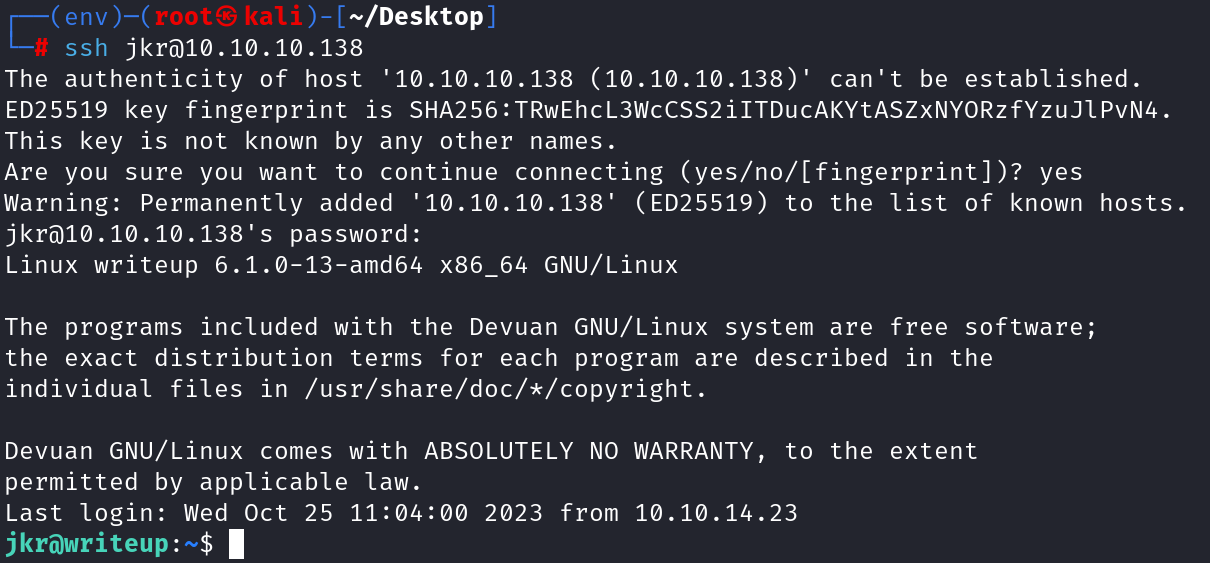 ┌──(env)─(root㉿kali)-[~/Desktop]
└─# ssh jkr@10.10.10.138
The authenticity of host '10.10.10.138 (10.10.10.138)' can't be established.
ED25519 key fingerprint is SHA256:TRwEhcL3WcCSS2iITDucAKYtASZxNYORzfYzuJlPvN4.
This key is not known by any other names.
Are you sure you want to continue connecting (yes/no/[fingerprint])? yes
Warning: Permanently added '10.10.10.138' (ED25519) to the list of known hosts.
jkr@10.10.10.138's password:
Linux writeup 6.1.0-13-amd64 x86_64 GNU/Linux
The programs included with the Devuan GNU/Linux system are free software;
the exact distribution terms for each program are described in the
individual files in /usr/share/doc/*/copyright.
Devuan GNU/Linux comes with ABSOLUTELY NO WARRANTY, to the extent
permitted by applicable law.
Last login: Wed Oct 25 11:04:00 2023 from 10.10.14.23
jkr@writeup:~$